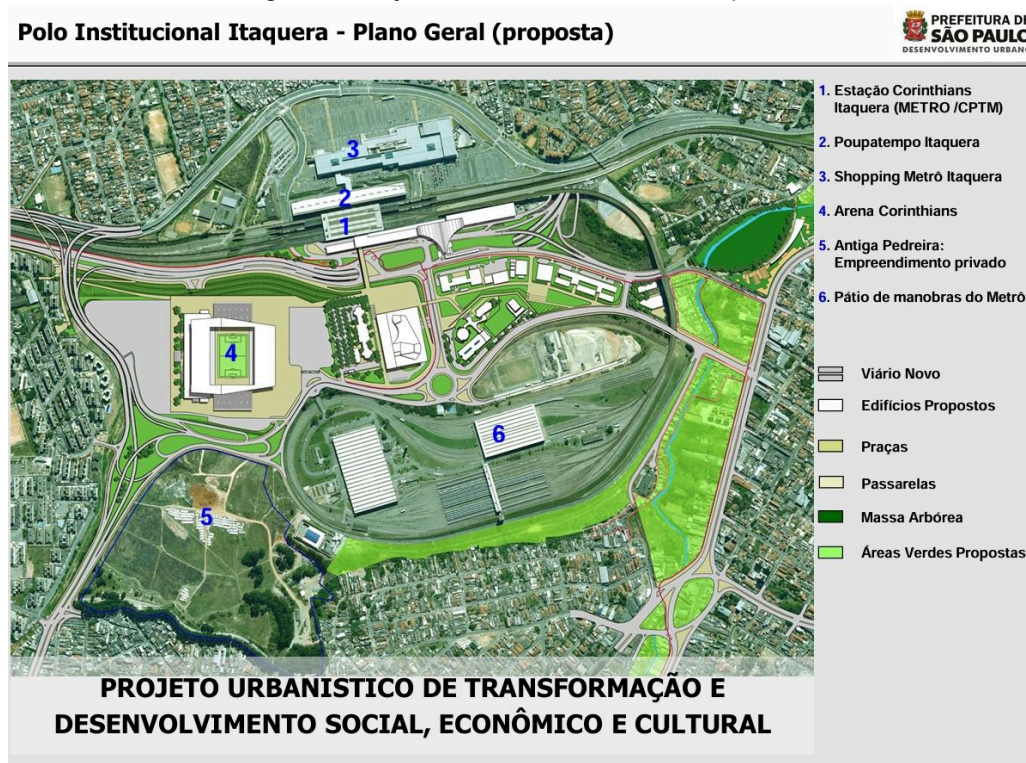 Polo Institucional Itaquera - Plano Geral (proposta)
PREFEITURA DE
SÃO PAULO
DESENVOLVIMENTO URBANO
1. Estação Corinthians
Itaquera (METRO /CPTM)
2. Poupatempo Itaquera
3. Shopping Metrô Itaquera
4. Arena Corinthians
5. Antiga Pedreira:
Empreendimento privado
6. Pátio de manobras do Metrô
Viário Novo
Edifícios Propostos
Praças
Passarelas
Massa Arbórea
Áreas Verdes Propostas
3
2
1
4
6
5
PROJETO URBANISTICO DE TRANSFORMAÇÃO E
DESENVOLVIMENTO SOCIAL, ECONÔMICO E CULTURAL